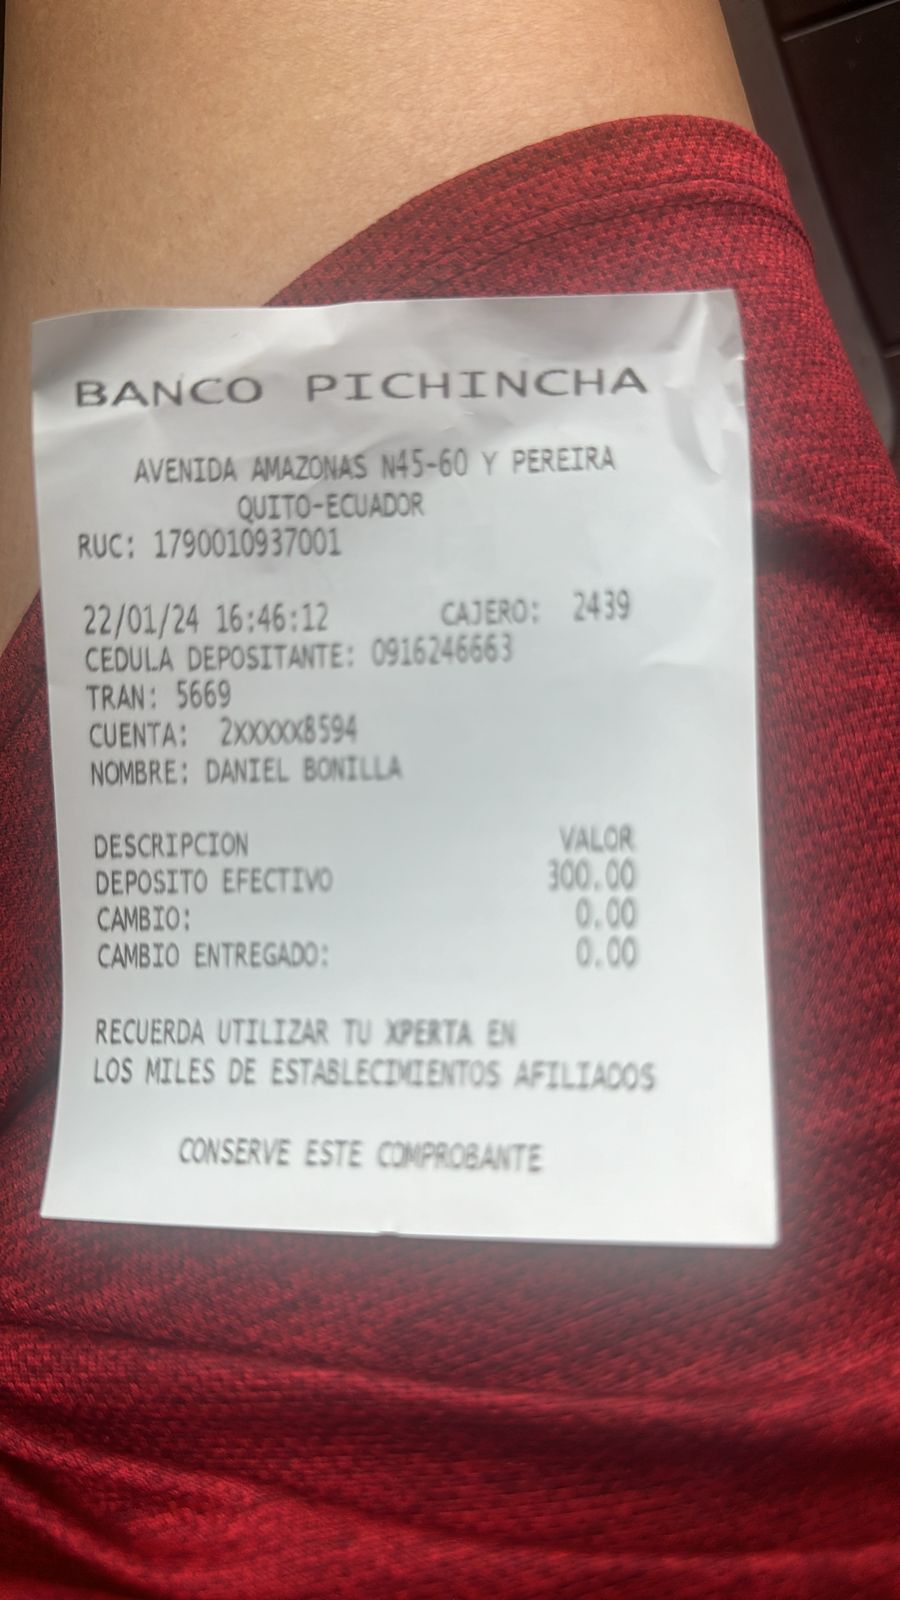 BANCO PICHINCHA
AVENIDA AMAZONAS N45-60 Y PEREIRA
QUITO-ECUADOR
RUC: 1790010937001
22/01/24 16:46:12 CAJERO: 2439
CEDULA DEPOSITANTE: 0916246663
TRAN: 5669
CUENTA: 2XXXXX8594
NOMBRE: DANIEL BONILLA
DESCRIPCION VALOR
DEPOSITO EFECTIVO 300.00
CAMBIO: 0.00
CAMBIO ENTREGADO: 0.00
RECUERDA UTILIZAR TU XPERTA EN
LOS MILES DE ESTABLECIMIENTOS AFILIADOS
CONSERVE ESTE COMPROBANTE